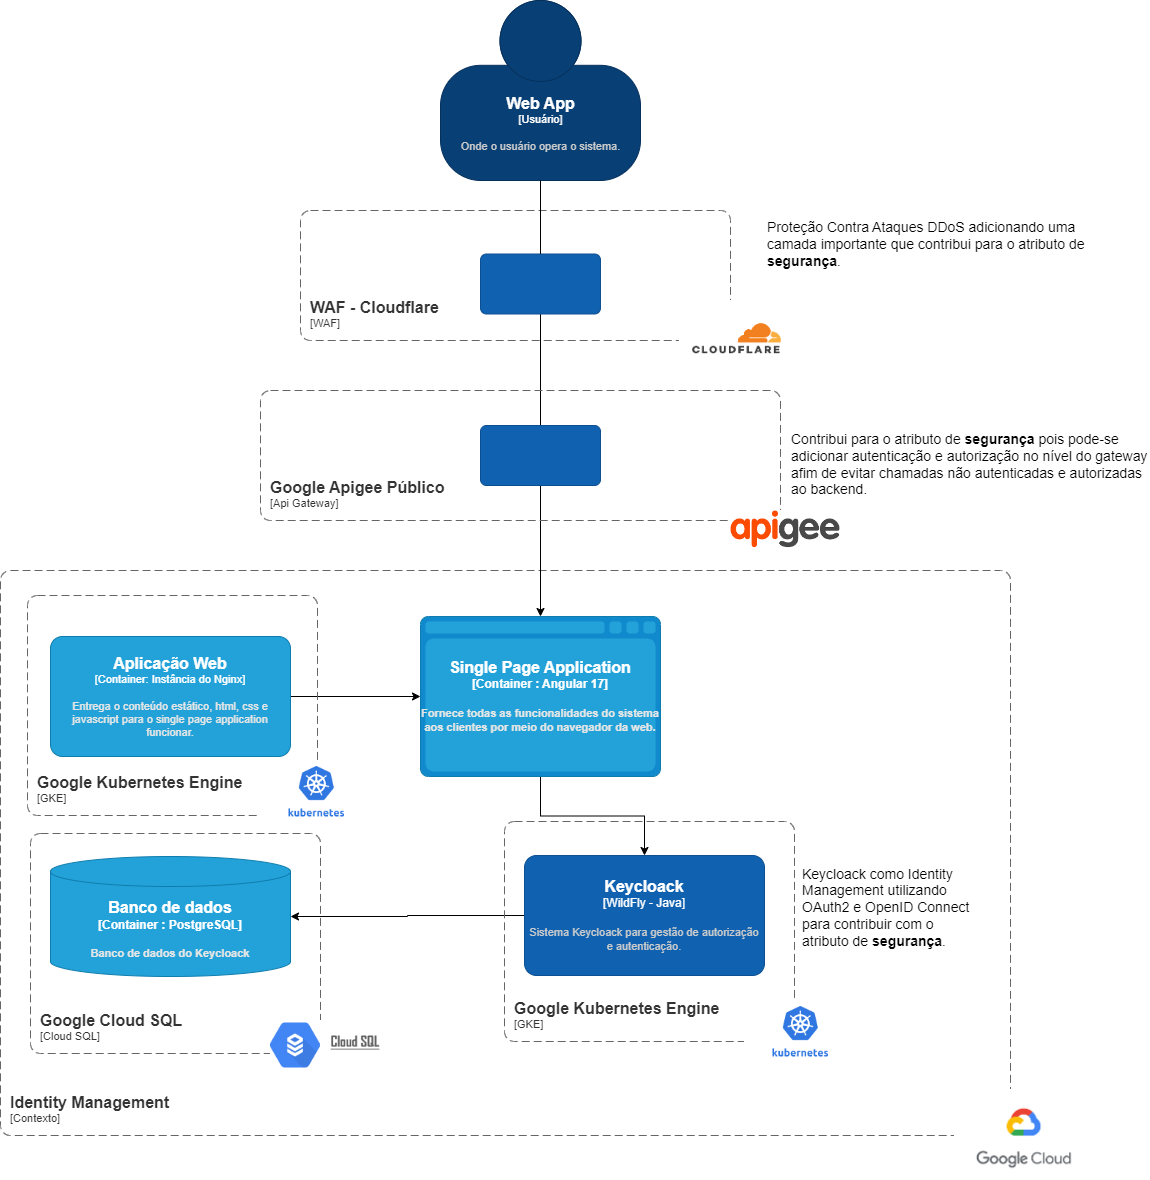 Web App
[Usuário]
Onde o usuário opera o sistema.
Proteção Contra Ataques DDoS adicionando uma
camada importante que contribui para o atributo de
segurança.
WAF - Cloudflare
[WAF]
CLOUDFLARE
Contribui para o atributo de segurança pois pode-se
adicionar autenticação e autorização no nível do gateway
afim de evitar chamadas não autenticadas e autorizadas
ao backend.
Google Apigee Público
[Api Gateway]
apigee
Aplicação Web
[Container: Instância do Nginx]
Entrega o conteúdo estático, html, css e
javascript para o single page application
funcionar.
Google Kubernetes Engine
[GKE]
kubernetes
Single Page Application
[Container : Angular 17]
Fornece todas as funcionalidades do sistema
aos clientes por meio do navegador da web.
Banco de dados
[Container : PostgreSQL]
Banco de dados do Keycloack
Google Cloud SQL
[Cloud SQL]
Cloud SQL
Keycloack
[WildFly - Java]
Sistema Keycloack para gestão de autorização
e autenticação.
Google Kubernetes Engine
[GKE]
kubernetes
Keycloack como Identity
Management utilizando
OAuth2 e OpenID Connect
para contribuir com o
atributo de segurança.
Identity Management
[Contexto]
Google Cloud